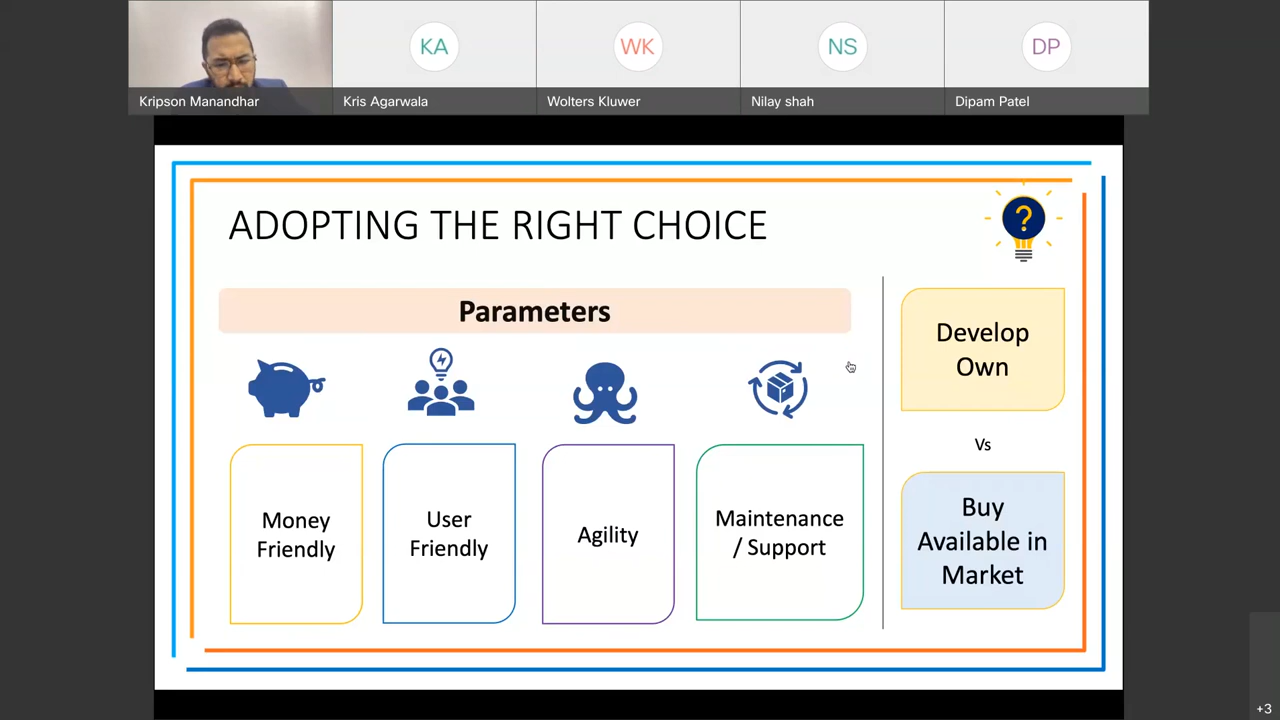 KA
WK
NS
DP
Kripson Manandhar
Kris Agarwala
Wolters Kluwer
Nilay shah
Dipam Patel
ADOPTING THE RIGHT CHOICE
?
Parameters
Money
Friendly
User
Friendly
Agility
Maintenance
/ Support
Develop
Own
Vs
Buy
Available in
Market
+3